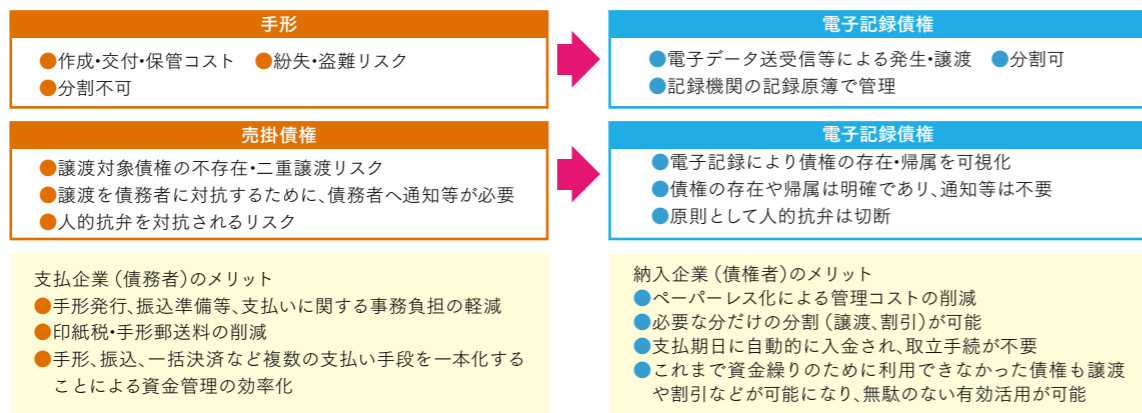 手形
●作成・交付・保管コスト ●紛失・盗難リスク
●分割不可
電子記録債権
●電子データ送受信等による発生・譲渡 ●分割可
●記録機関の記録原簿で管理
売掛債権
●譲渡対象債権の不存在・二重譲渡リスク
●譲渡を債務者に対抗するために、債務者へ通知等が必要
●人的抗弁を対抗されるリスク
電子記録債権
●電子記録により債権の存在・帰属を可視化
●債権の存在や帰属は明確であり、通知等は不要
●原則として人的抗弁は切断
支払企業（債務者）のメリット
●手形発行、振込準備等、支払いに関する事務負担の軽減
●印紙税・手形郵送料の削減
●手形、振込、一括決済など複数の支払い手段を一本化する
ことによる資金管理の効率化
納入企業（債権者）のメリット
●ペーパーレス化による管理コストの削減
●必要な分だけの分割（譲渡、割引）が可能
●支払期日に自動的に入金され、取立手続が不要
●これまで資金繰りのために利用できなかった債権も譲渡
や割引などが可能になり、無駄のない有効活用が可能